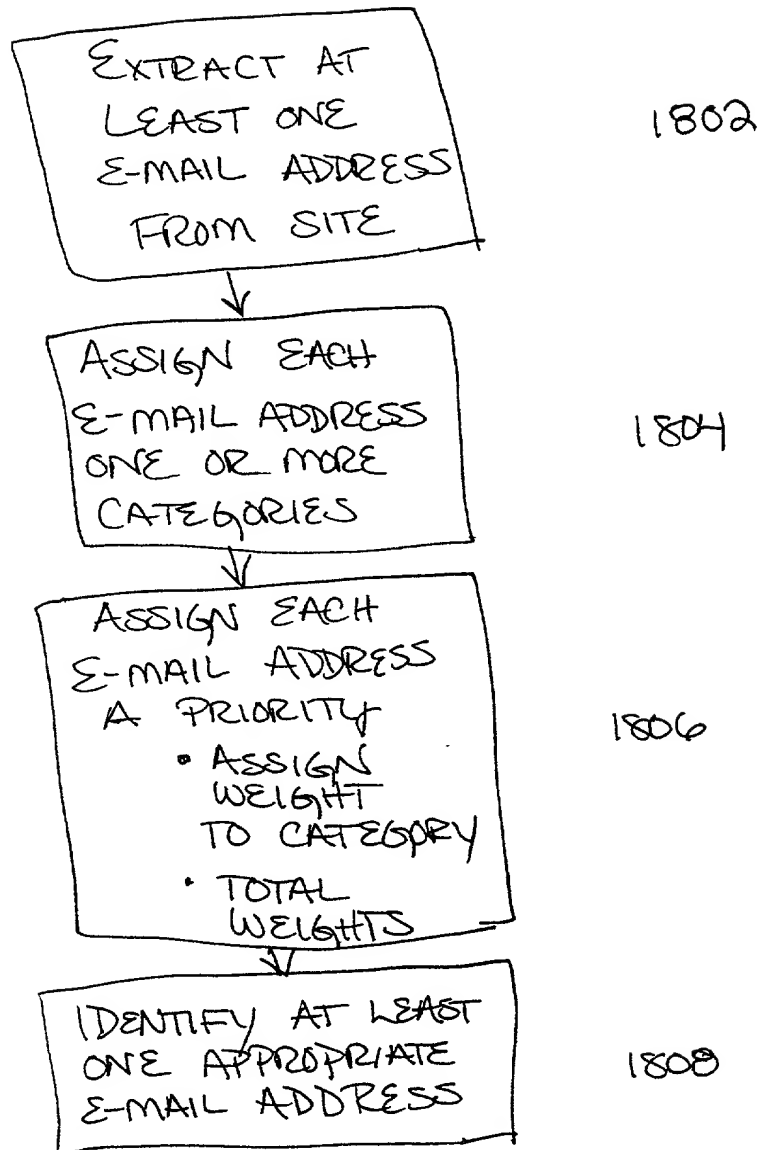 EXTRACT AT
LEAST ONE
E-MAIL ADDRESS
FROM SITE
1802
ASSIGN EACH
E-MAIL ADDRESS
ONE OR MORE
CATEGORIES
1804
ASSIGN EACH
E-MAIL ADDRESS
A PRIORITY
• ASSIGN
WEIGHT
TO CATEGORY
• TOTAL
WEIGHTS
1806
IDENTIFY AT LEAST
ONE APPROPRIATE
E-MAIL ADDRESS
1808